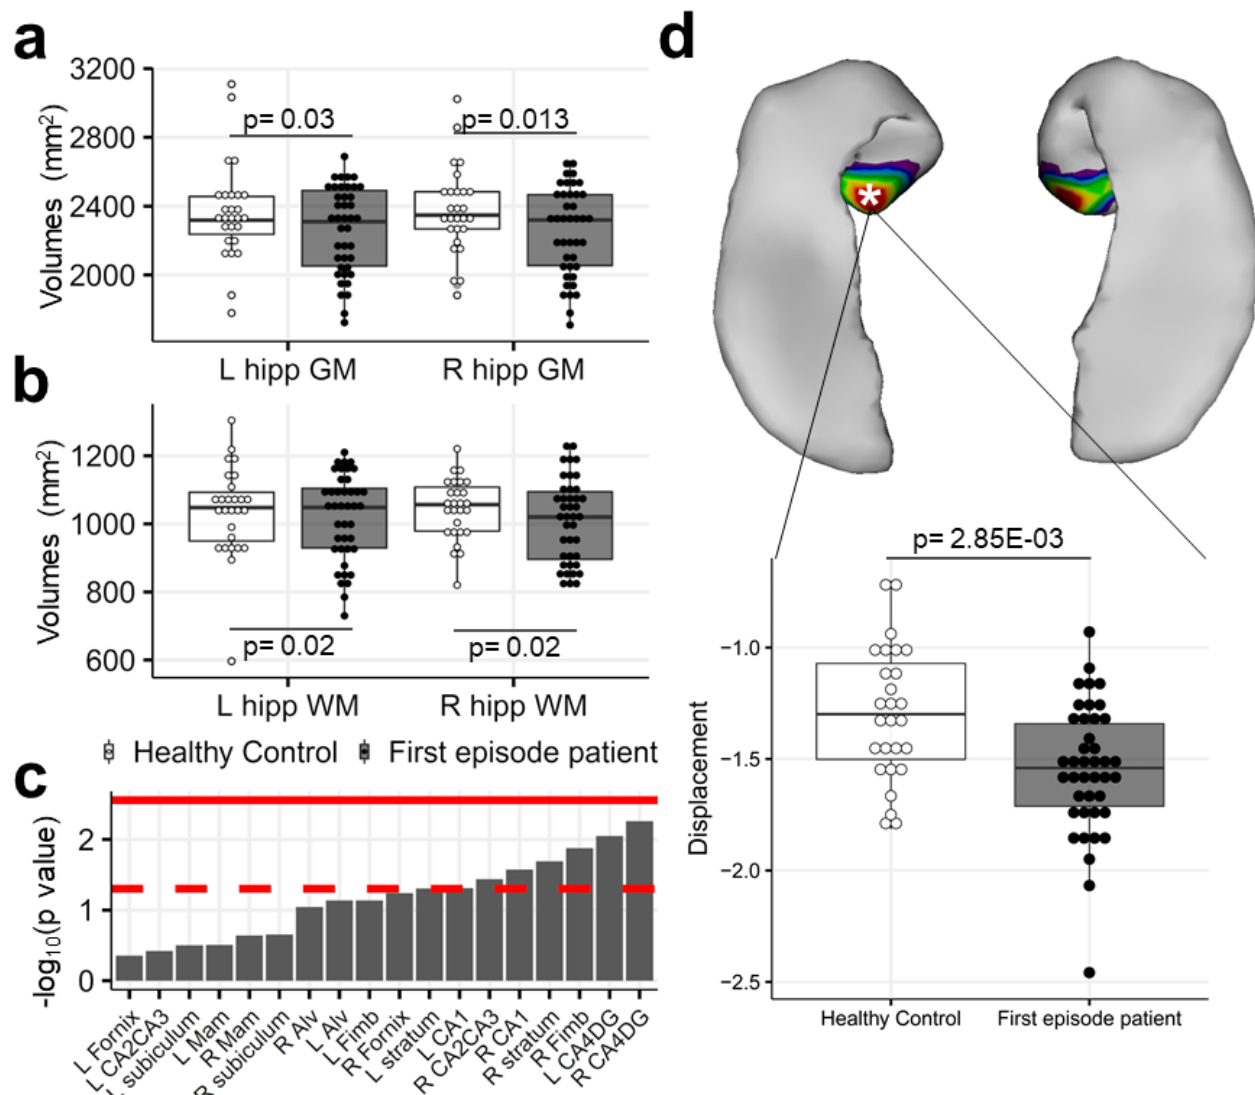 a
3200
2800
2400
2000
Volumes (mm²)
p= 0.03
p= 0.013
L hipp GM
R hipp GM
b
1200
1000
800
600
Volumes (mm²)
p= 0.02
p= 0.02
L hipp WM
R hipp WM
Healthy Control
First episode patient
c
2
1
0
-log₁₀(p value)
L Fornix
L CA2CA3
L subiculum
L Mam
R Mam
R subiculum
R Alv
L Alv
L Fimb
R Fornix
L stratum
L CA1
R CA2CA3
R CA1
R stratum
R Fimb
L CA4DG
R CA4DG
d
*
p= 2.85E-03
−1.0
−1.5
−2.0
−2.5
Displacement
Healthy Control
First episode patient